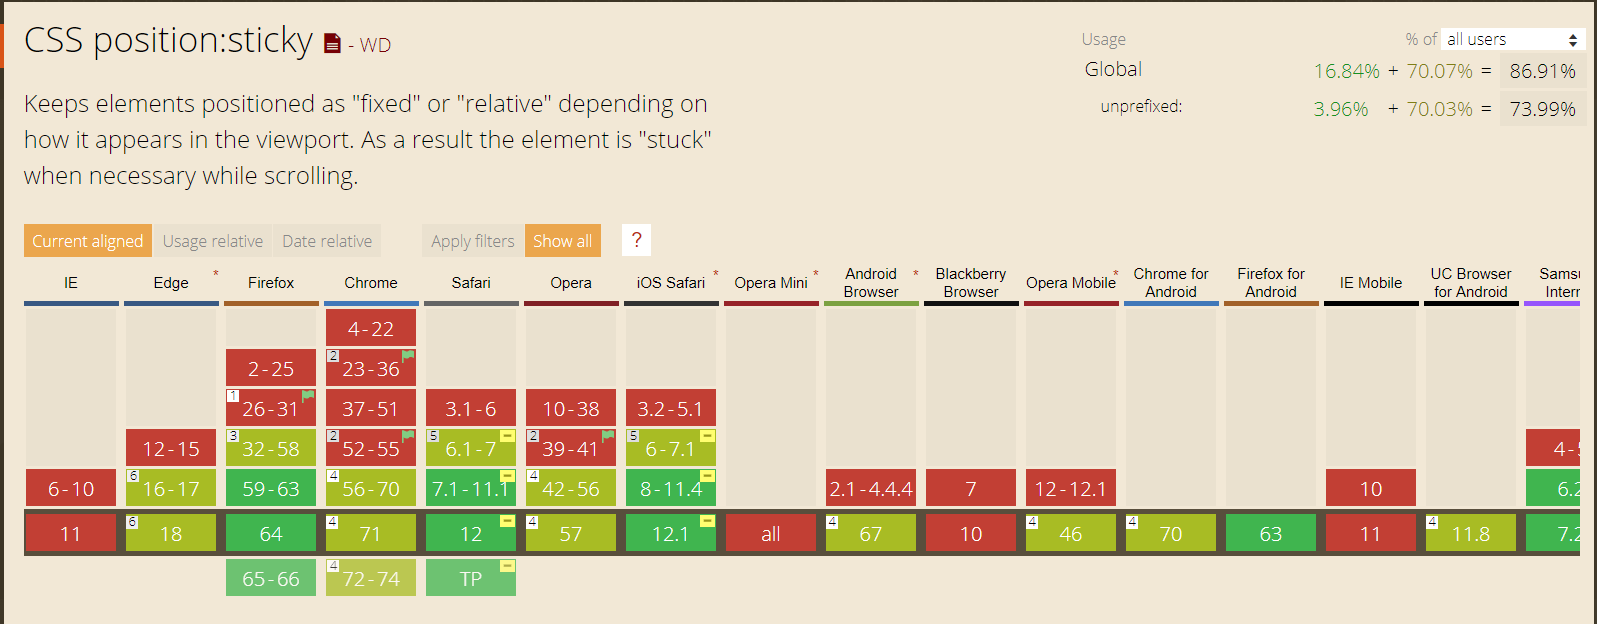 CSS position:sticky - WD
Usage % of all users
Global 16.84% + 70.07% = 86.91%
unprefixed: 3.96% + 70.03% = 73.99%
Keeps elements positioned as "fixed" or "relative" depending on
how it appears in the viewport. As a result the element is "stuck"
when necessary while scrolling.
Current aligned Usage relative Date relative Apply filters Show all ?
IE Edge * Firefox Chrome Safari Opera iOS Safari * Opera Mini * Android Browser * Blackberry Browser Opera Mobile * Chrome for Android Firefox for Android IE Mobile UC Browser for Android
4-22
2-25 2 23-36
1 26-31 37-51 3.1-6 10-38 3.2-5.1
12-15 3 32-58 2 52-55 5 6.1-7 2 39-41 5 6-7.1
6-10 6 16-17 59-63 4 56-70 7.1-11.1 4 42-56 8-11.4 2.1-4.4.4 7 12-12.1 10 6.2
11 6 18 64 4 71 12 4 57 12.1 all 4 67 10 4 46 4 70 63 11 4 11.8 7.2
65-66 4 72-74 TP